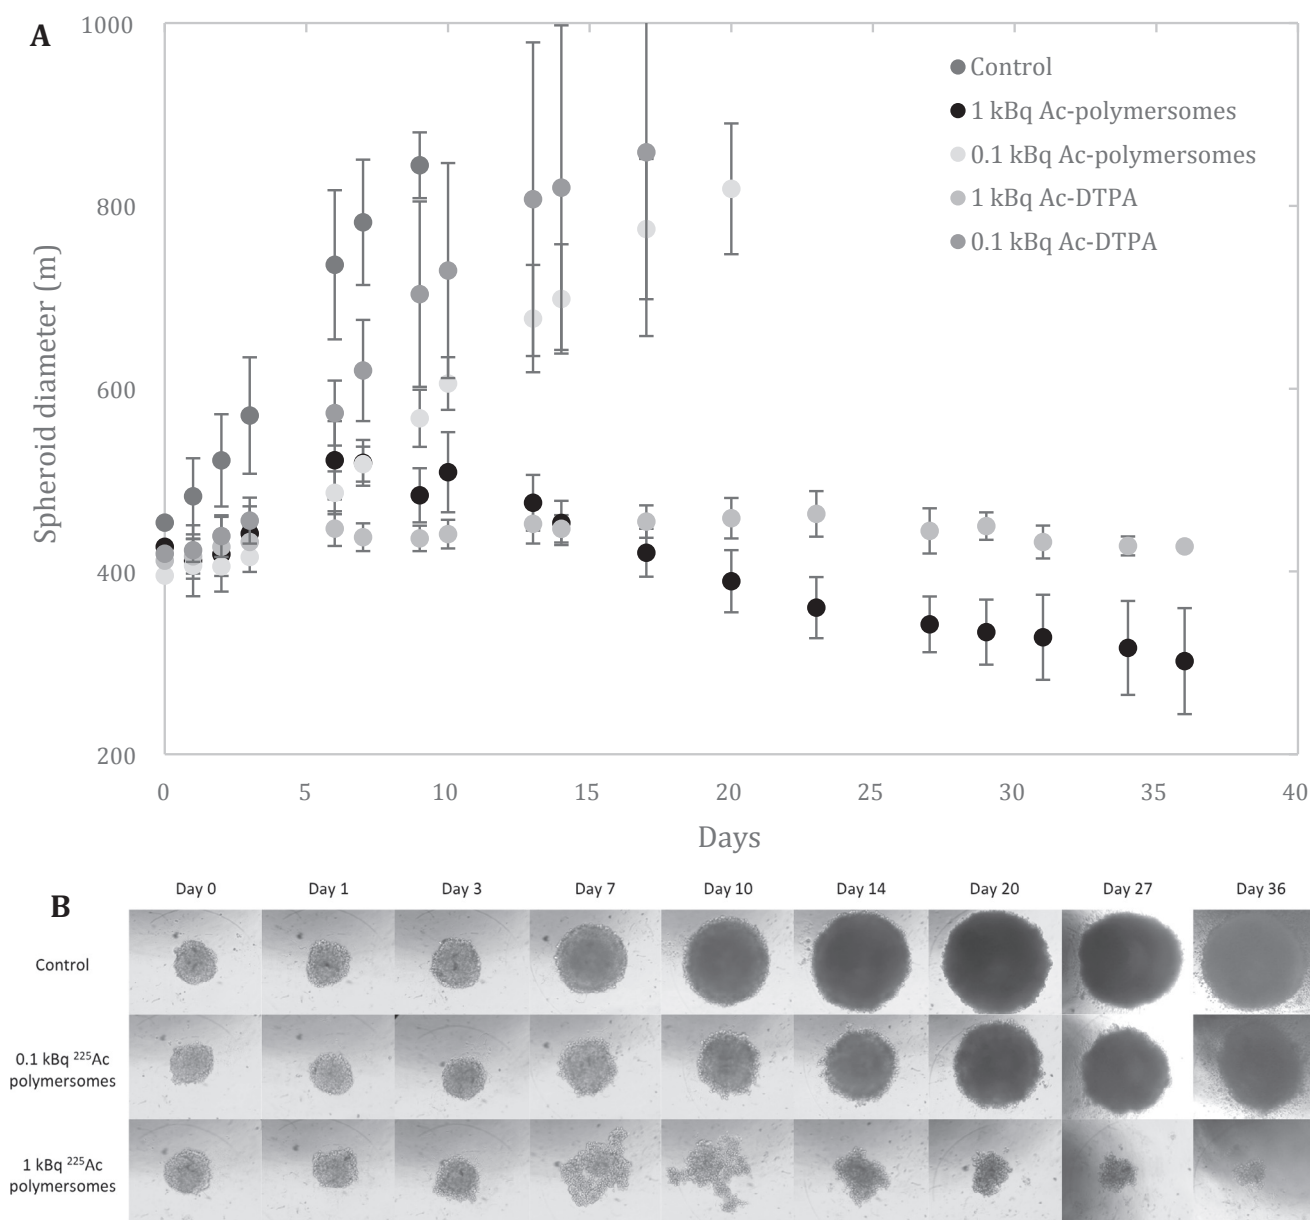 A
1000
800
600
400
200
Spheroid diameter (m)
Control
1 kBq Ac-polymersomes
0.1 kBq Ac-polymersomes
1 kBq Ac-DTPA
0.1 kBq Ac-DTPA
0 5 10 15 20 25 30 35 40
Days
B
Day 0 Day 1 Day 3 Day 7 Day 10 Day 14 Day 20 Day 27 Day 36
Control
0.1 kBq ²²⁵Ac
polymersomes
1 kBq ²²⁵Ac
polymersomes